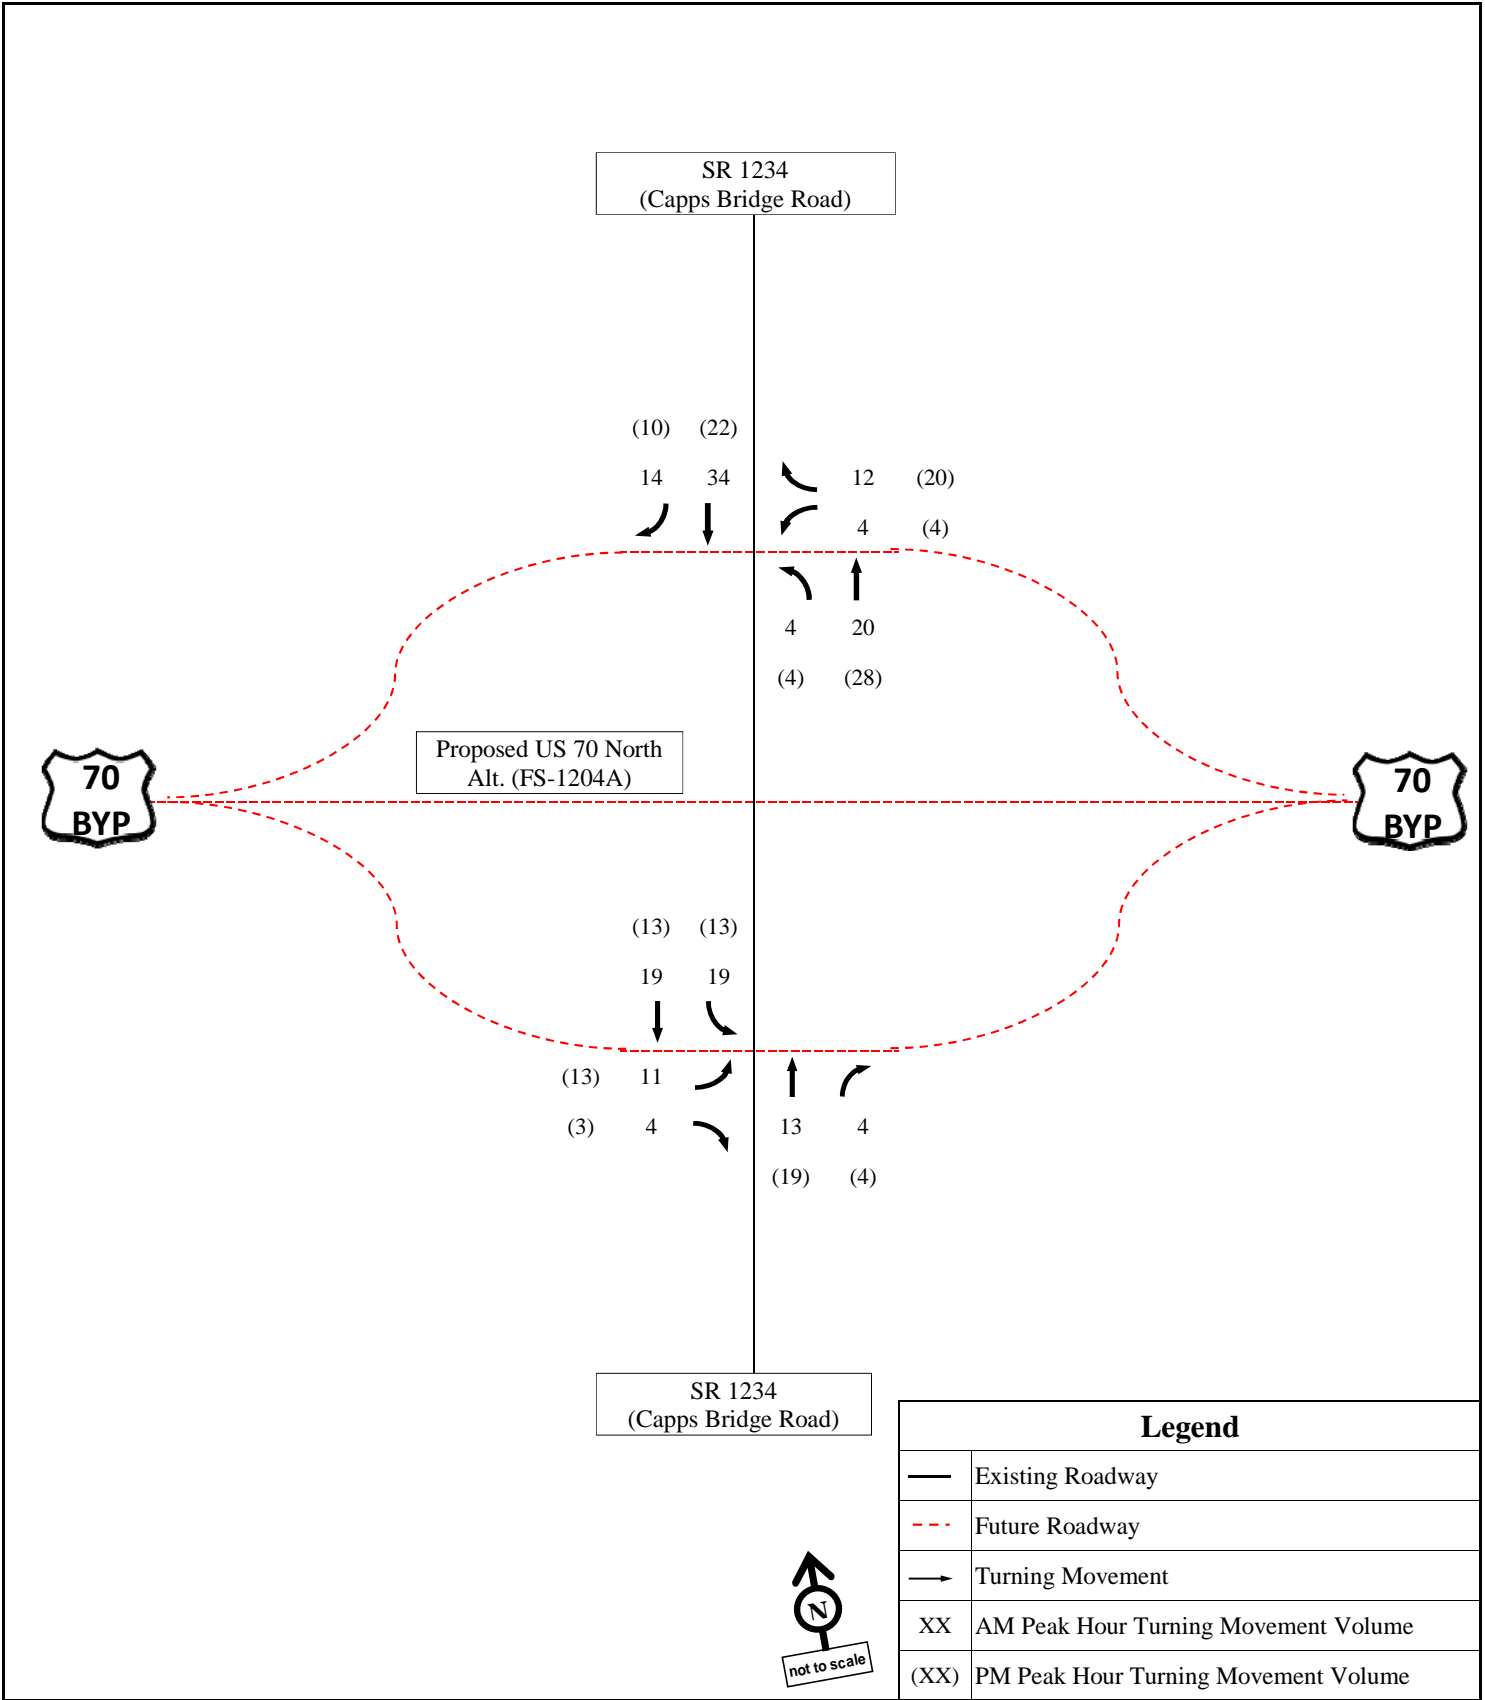 SR 1234
(Capps Bridge Road)
(10) (22)
14 34 12 (20)
4 (4)
4 20
(4) (28)
Proposed US 70 North
Alt. (FS-1204A)
70
BYP
70
BYP
(13) (13)
19 19
(13) 11
(3) 4 13 4
(19) (4)
SR 1234
(Capps Bridge Road)
Legend
Existing Roadway
Future Roadway
Turning Movement
XX AM Peak Hour Turning Movement Volume
(XX) PM Peak Hour Turning Movement Volume
N
not to scale